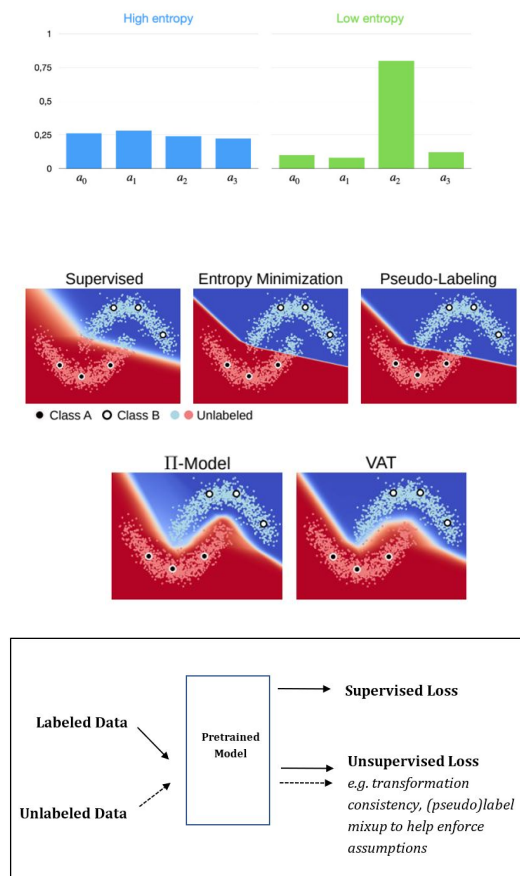 High entropy
Low entropy
1
0,75
0,5
0,25
0
a0 a1 a2 a3
a0 a1 a2 a3
Supervised
Entropy Minimization
Pseudo-Labeling
Class A Class B Unlabeled
Π-Model
VAT
Labeled Data
Unlabeled Data
Pretrained
Model
Supervised Loss
Unsupervised Loss
e.g. transformation
consistency, (pseudo)label
mixup to help enforce
assumptions